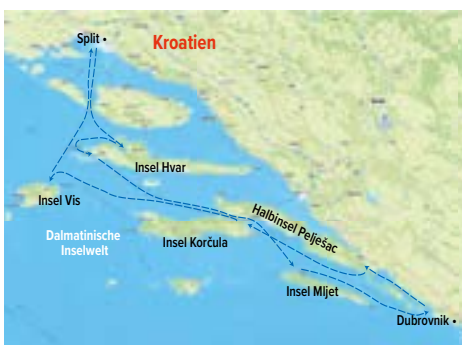 Split
Kroatien
Insel Hvar
Insel Vis
Halbinsel Pelješac
Dalmatinische
Inselwelt
Insel Korčula
Insel Mljet
Dubrovnik